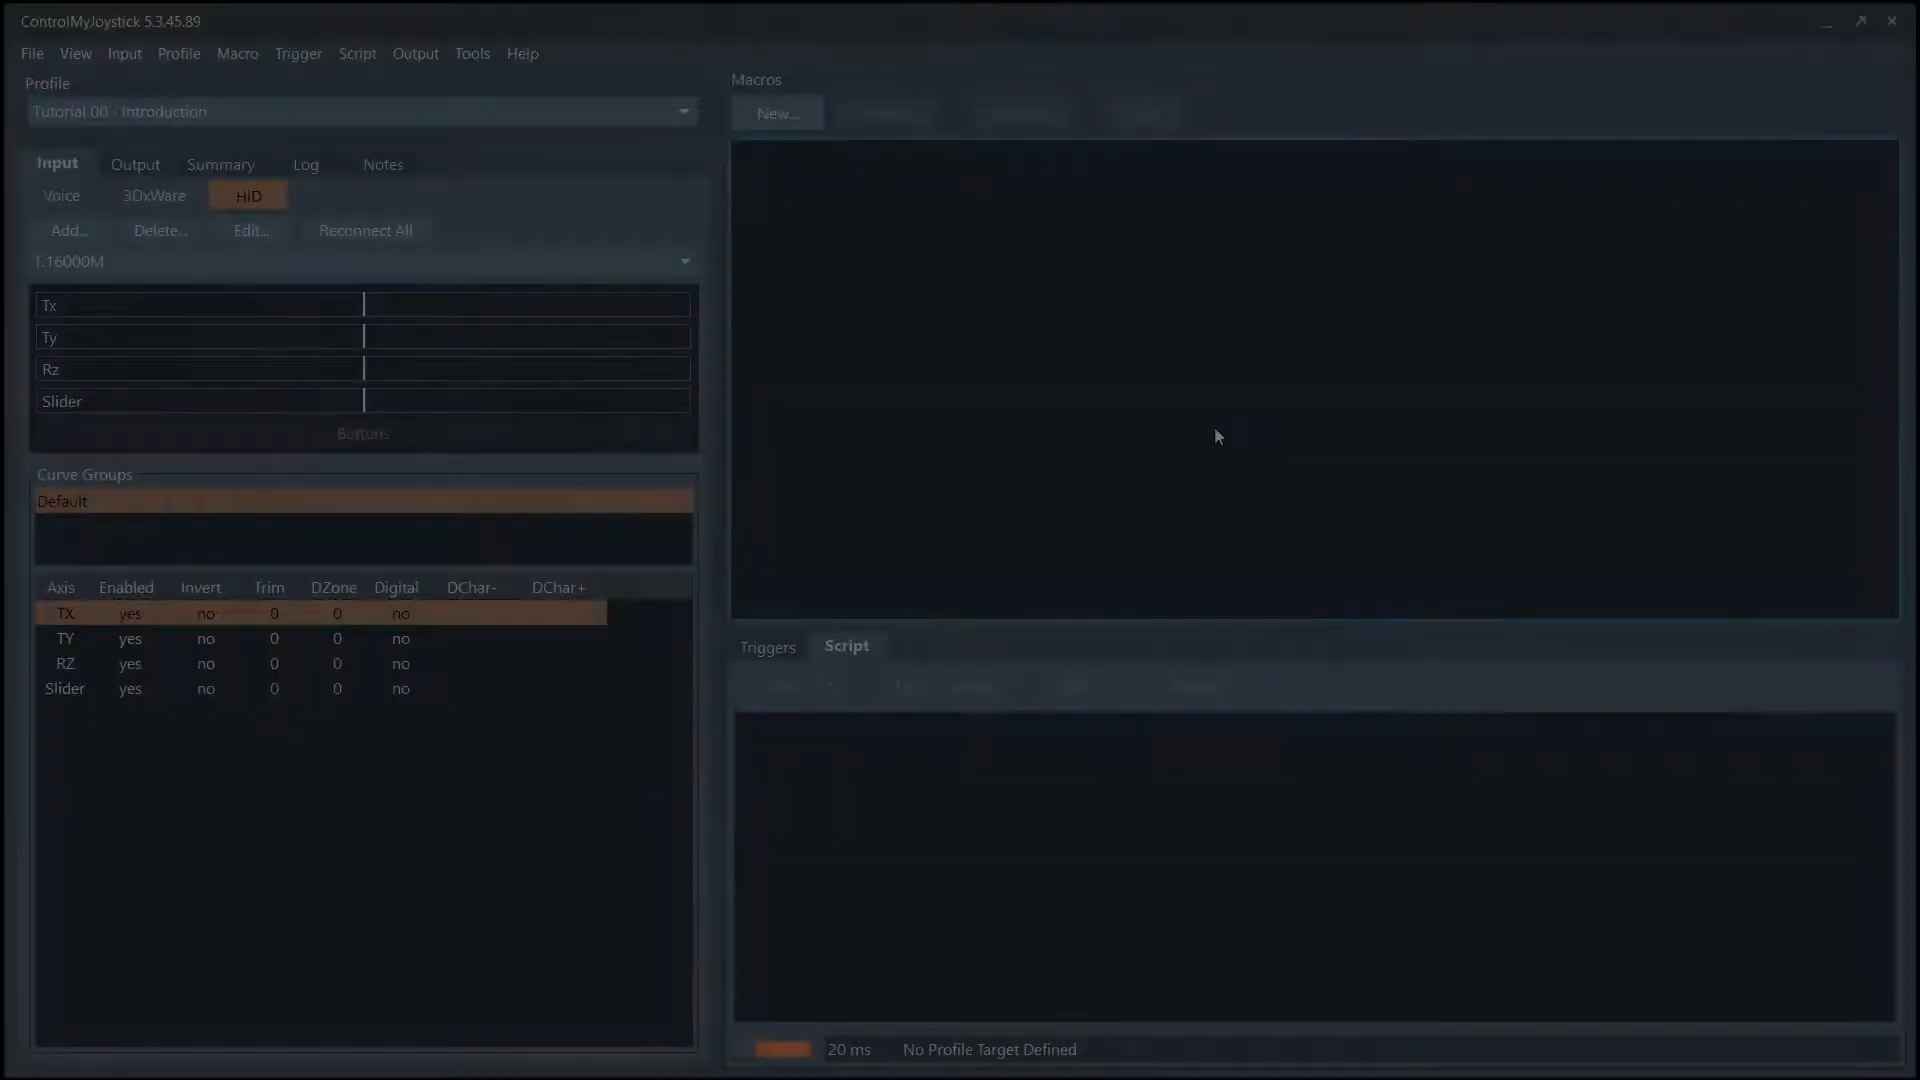 ControlMyJoystick 5.3.45.89
File View Input Profile Macro Trigger Script Output Tools Help
Profile
Tutorial 00 - Introduction
Input Output Summary Log Notes
Voice 3DxWare HID
Add... Delete... Edit... Reconnect All
T.16000M
Tx
Ty
Rz
Slider
Buttons
Curve Groups
Default
Axis Enabled Invert Trim DZone Digital DChar- DChar+
TX yes no 0 0 no
TY yes no 0 0 no
RZ yes no 0 0 no
Slider yes no 0 0 no
Macros
New...
Triggers Script
20 ms No Profile Target Defined